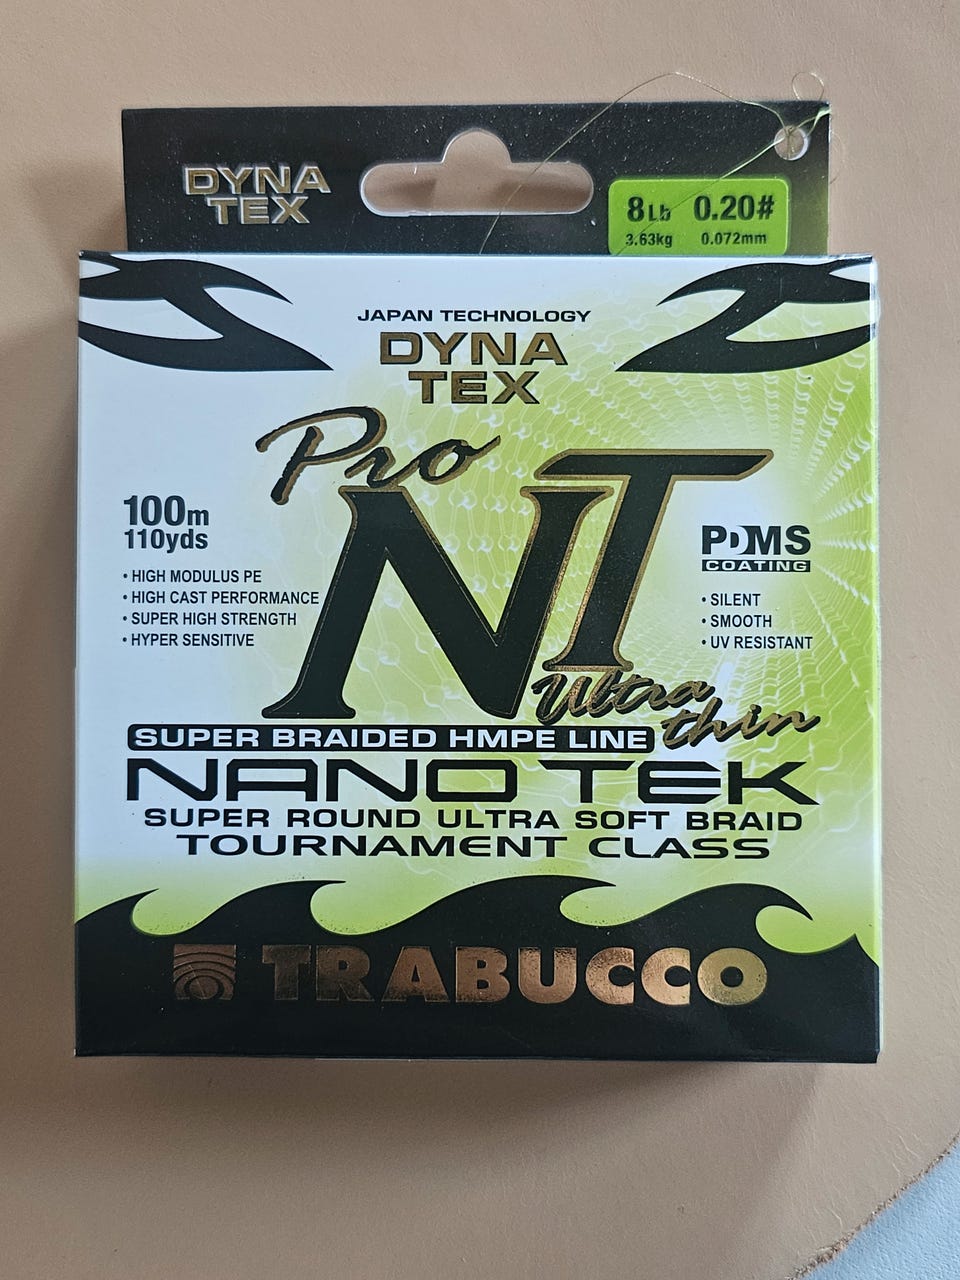 DYNA
TEX
8Lb 0.20#
3.63kg 0.072mm
JAPAN TECHNOLOGY
DYNA
TEX
Pro
NT
Ultra
thin
100m
110yds
• HIGH MODULUS PE
• HIGH CAST PERFORMANCE
• SUPER HIGH STRENGTH
• HYPER SENSITIVE
PDMS
COATING
• SILENT
• SMOOTH
• UV RESISTANT
SUPER BRAIDED HMPE LINE
NANO TEK
SUPER ROUND ULTRA SOFT BRAID
TOURNAMENT CLASS
TRABUCCO